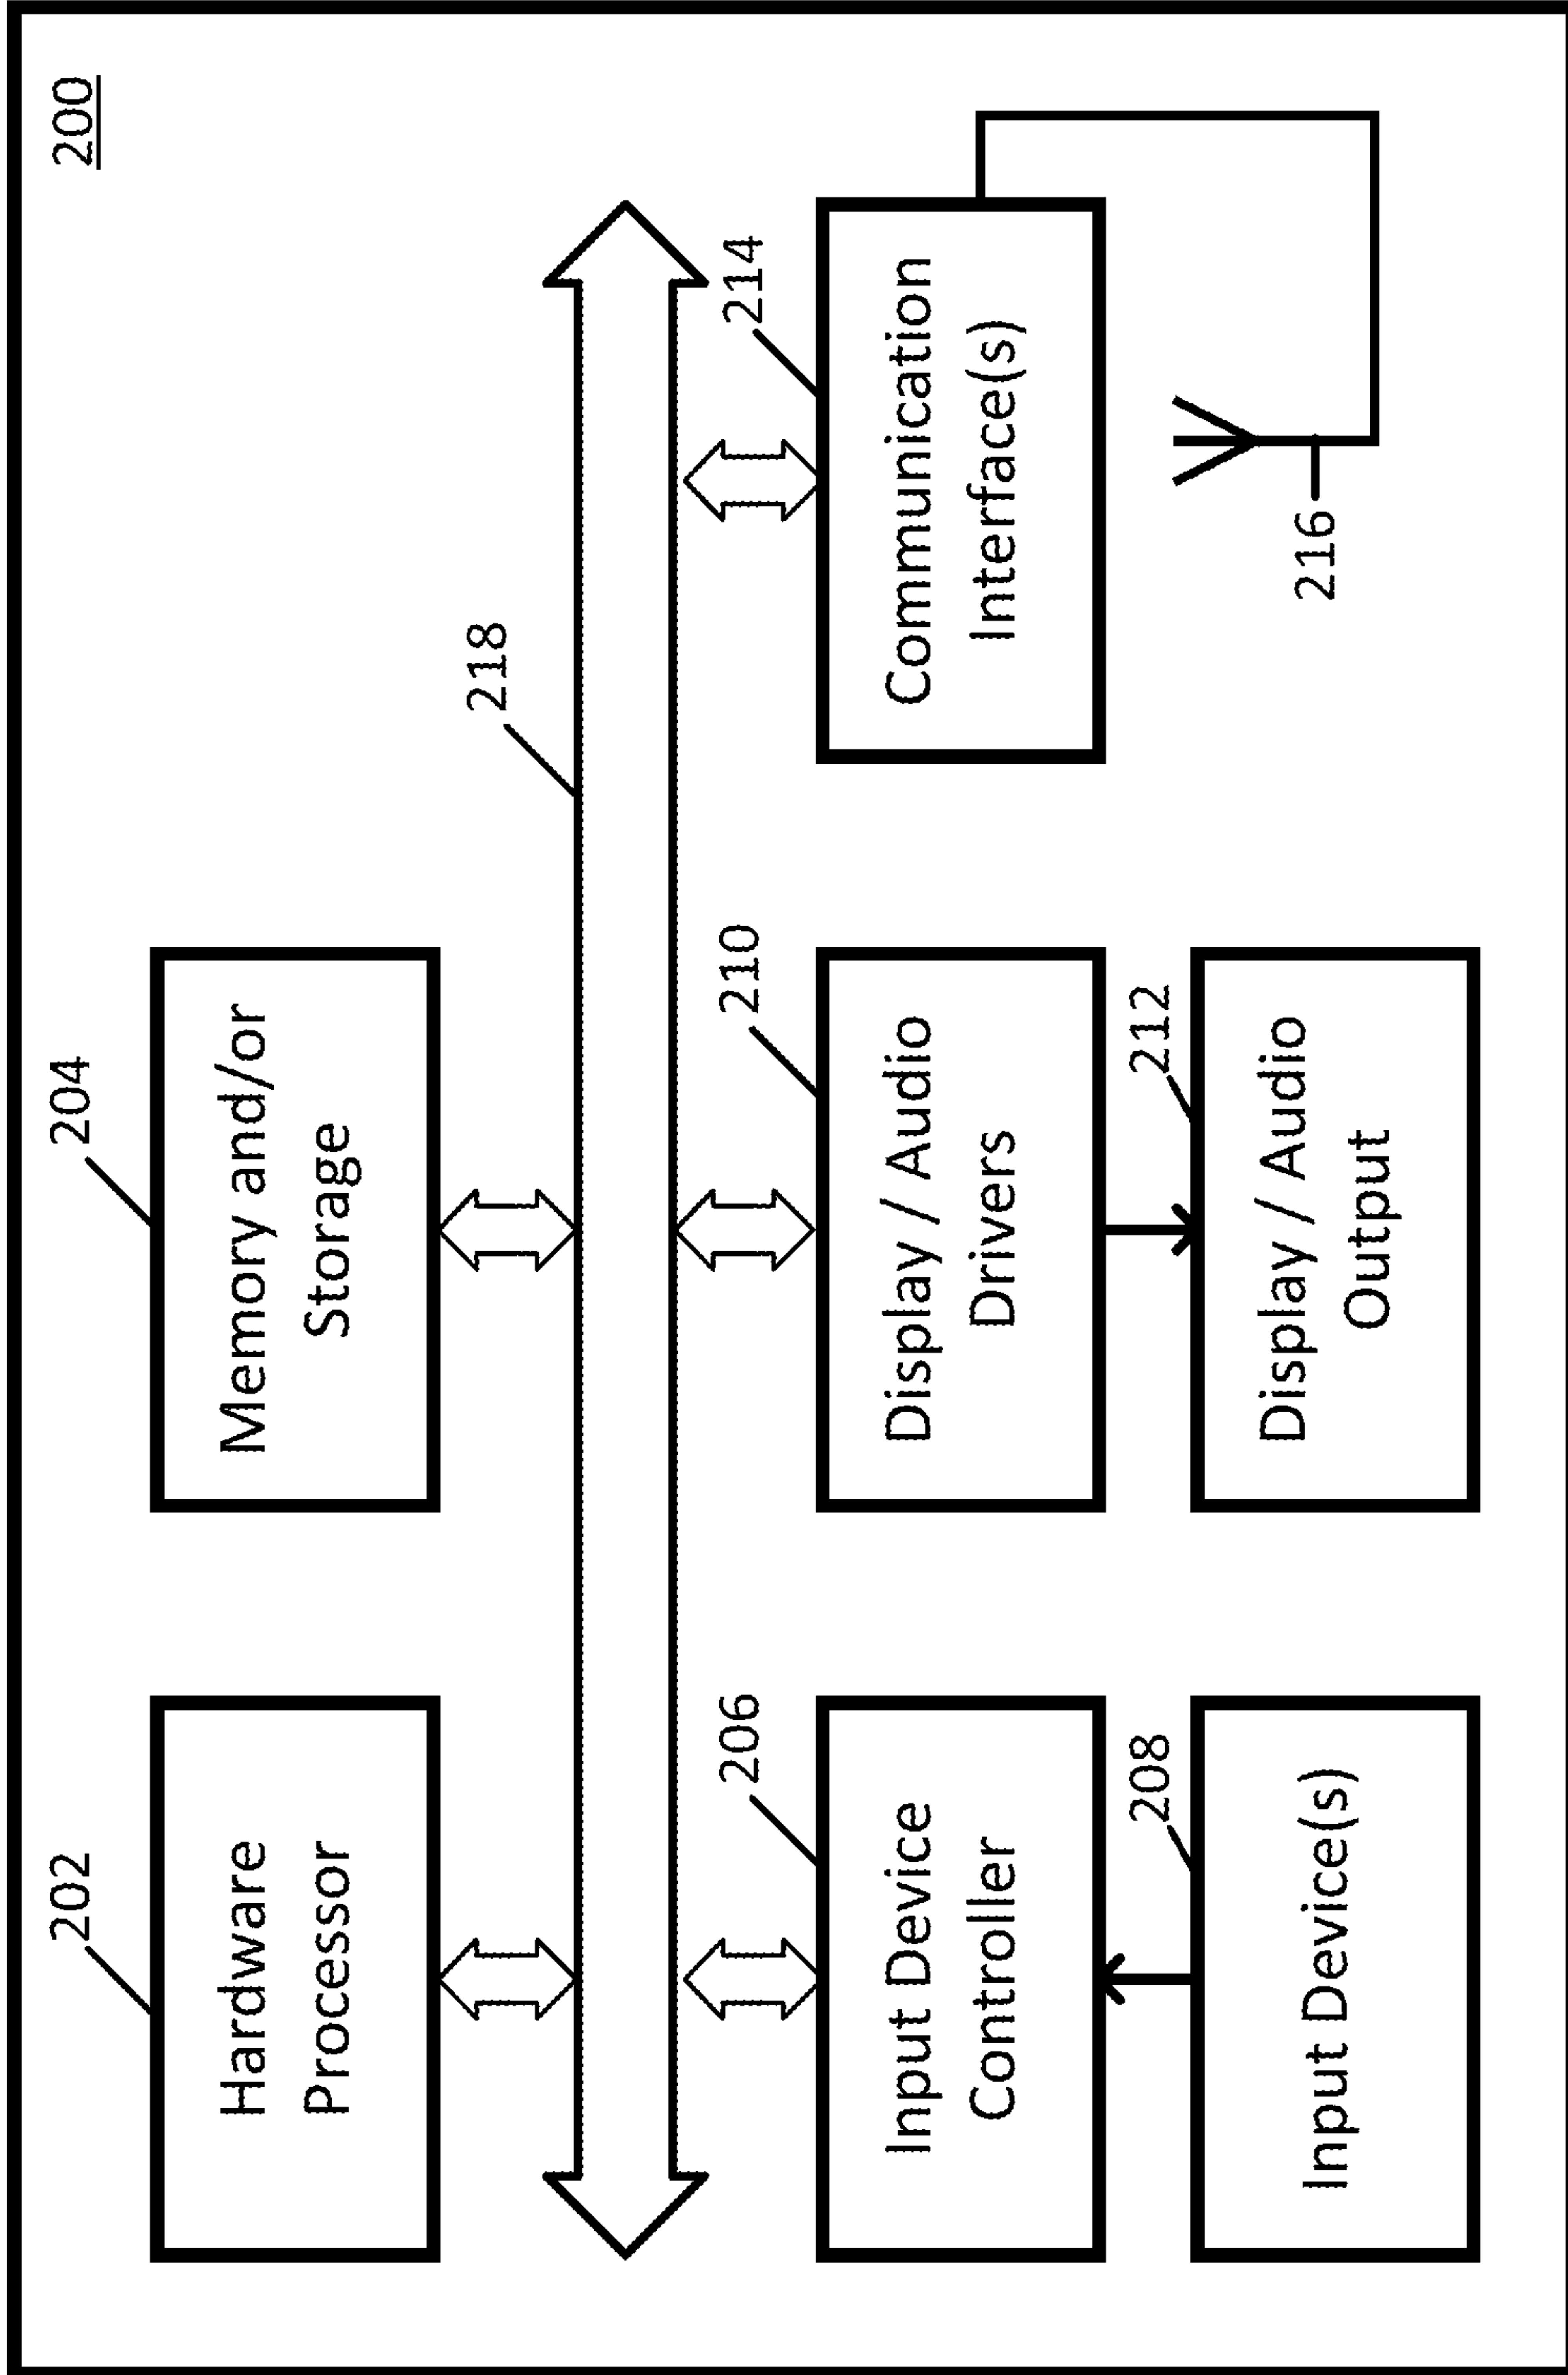 200
202
Hardware
Processor
204
Memory and/or
Storage
218
206
Input Device
Controller
210
Display / Audio
Drivers
214
Communication
Interface(s)
208
Input Device(s)
212
Display / Audio
Output
216